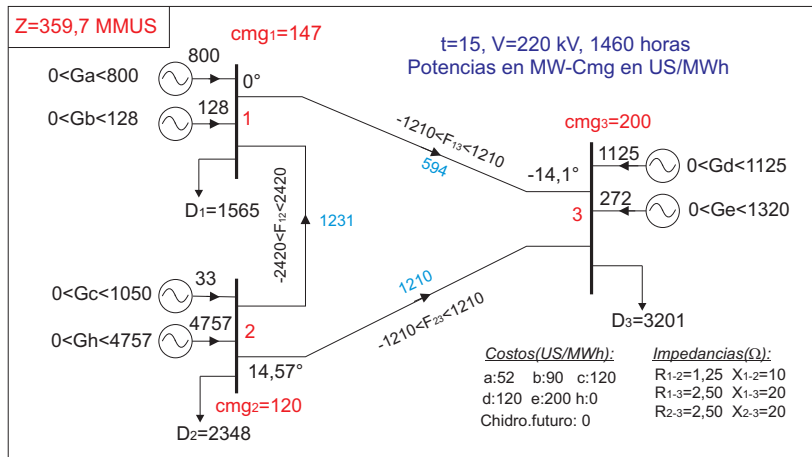 Z=359,7 MMUS
cmg₁=147
t=15, V=220 kV, 1460 horas
Potencias en MW-Cmg en US/MWh
800
0<Ga<800
0°
128
0<Gb<128
1
D₁=1565
-1210<F₁₃<1210
594
cmg₃=200
-14,1°
1125
0<Gd<1125
272
0<Ge<1320
3
D₃=3201
-2420<F₁₂<2420
1231
33
0<Gc<1050
4757
0<Gh<4757
2
14,57°
cmg₂=120
D₂=2348
1210
-1210<F₂₃<1210
Costos(US/MWh):
a:52 b:90 c:120
d:120 e:200 h:0
Chidro.futuro: 0
Impedancias(Ω):
R₁₋₂=1,25 X₁₋₂=10
R₁₋₃=2,50 X₁₋₃=20
R₂₋₃=2,50 X₂₋₃=20